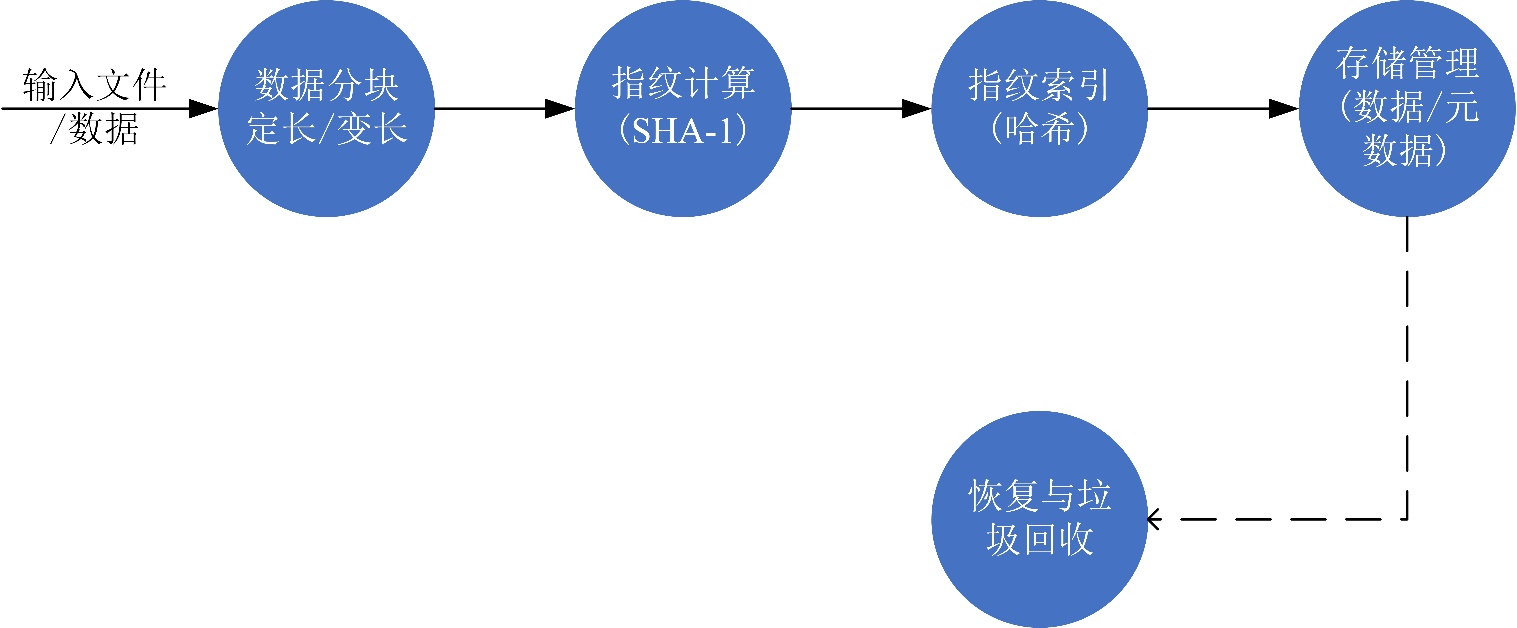 输入文件
/数据
数据分块
定长/变长
指纹计算
(SHA-1)
指纹索引
(哈希)
存储管理
(数据/元
数据)
恢复与垃
圾回收